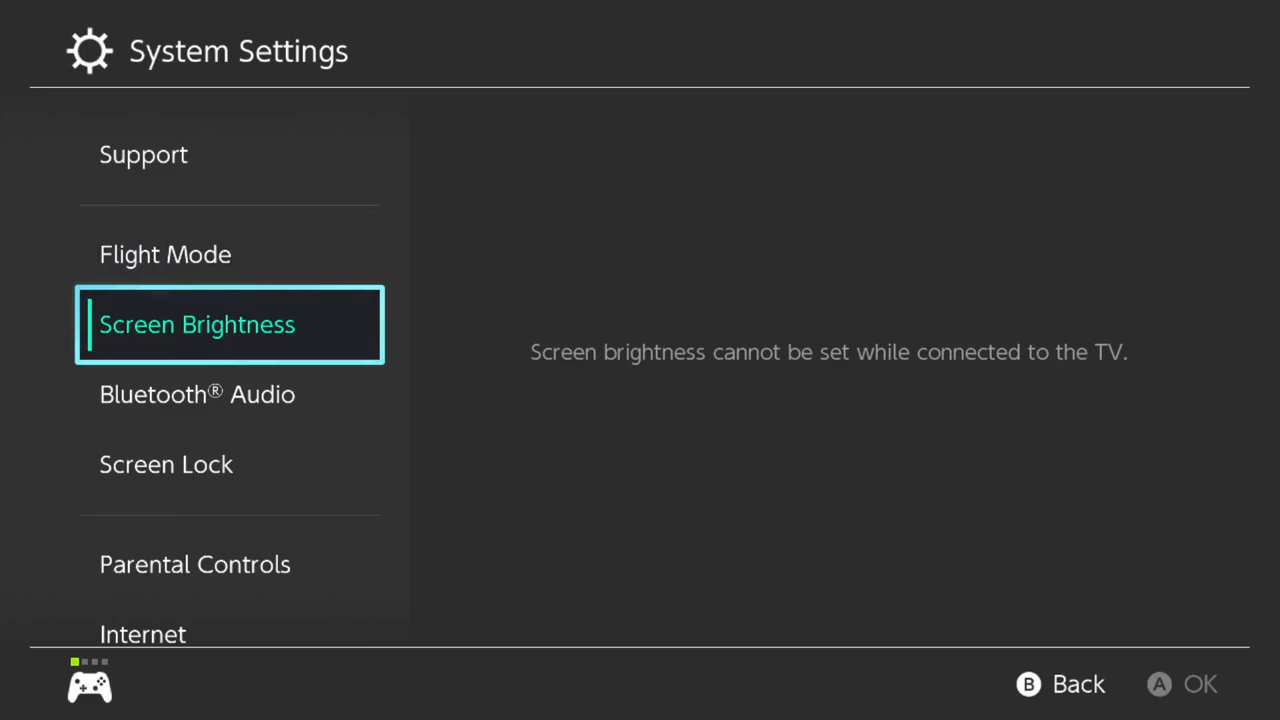 System Settings
Support
Flight Mode
Screen Brightness
Bluetooth® Audio
Screen Lock
Parental Controls
Internet
Screen brightness cannot be set while connected to the TV.
B Back
A OK